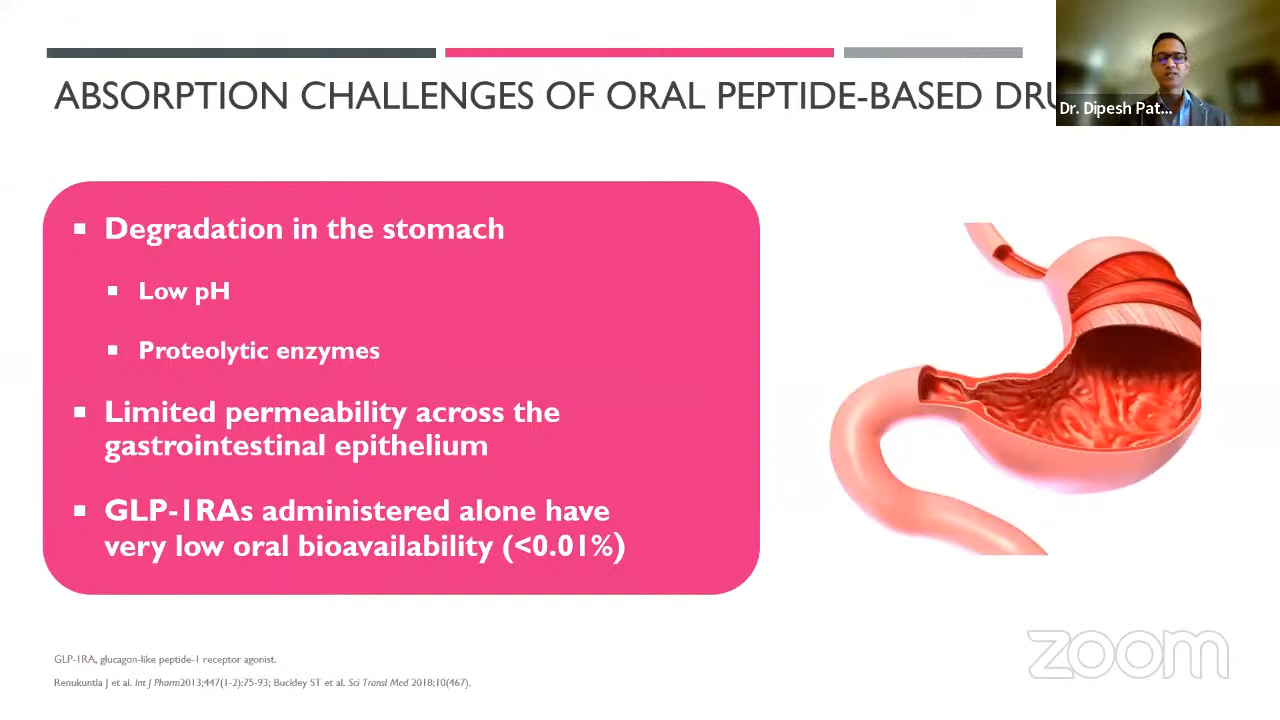 ABSORPTION CHALLENGES OF ORAL PEPTIDE-BASED DRU
Dr. Dipesh Pat...
▪ Degradation in the stomach
▪ Low pH
▪ Proteolytic enzymes
▪ Limited permeability across the
gastrointestinal epithelium
▪ GLP-1RAs administered alone have
very low oral bioavailability (<0.01%)
zoom
GLP-1RA, glucagon-like peptide-1 receptor agonist.
Renukuntla J et al. Int J Pharm2013;447(1-2):75-93; Buckley ST et al. Sci Transl Med 2018;10(467).